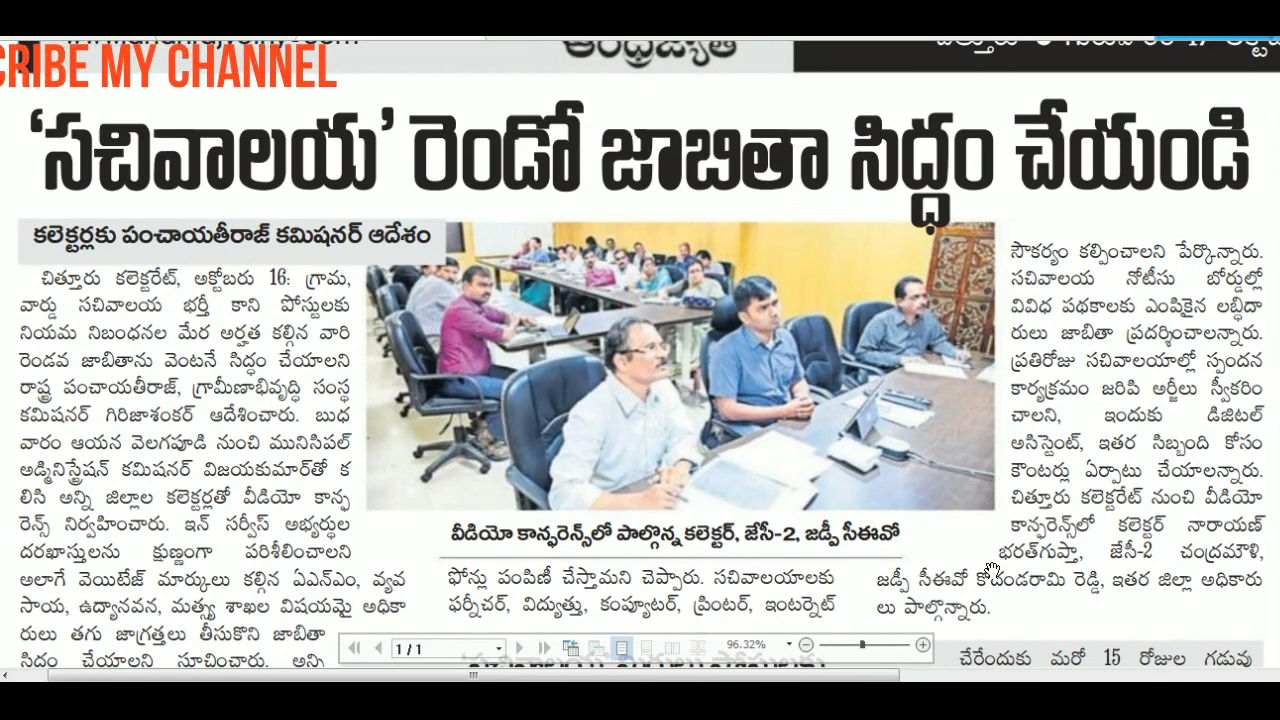 CRIBE MY CHANNEL
ఆంధ్రజ్యోతి
‘సచివాలయ’ రెండో జాబితా సిద్ధం చేయండి
కలెక్టర్లకు పంచాయతీరాజ్ కమిషనర్ ఆదేశం
చిత్తూరు కలెక్టరేట్, అక్టోబరు 16: గ్రామ,
వార్డు సచివాలయ భర్తీ కాని పోస్టులకు
నియమ నిబంధనల మేర అర్హత కల్గిన వారి
రెండవ జాబితాను వెంటనే సిద్ధం చేయాలని
రాష్ట్ర పంచాయతీరాజ్, గ్రామీణాభివృద్ధి సంస్థ
కమిషనర్ గిరిజాశంకర్ ఆదేశించారు. బుధ
వారం ఆయన వెలగపూడి నుంచి మునిసిపల్
అడ్మినిస్ట్రేషన్ కమిషనర్ విజయకుమార్‌తో క
లిసి అన్ని జిల్లాల కలెక్టర్లతో వీడియో కాన్ఫ
రెన్స్ నిర్వహించారు. ఇన్ సర్వీస్ అభ్యర్థుల
దరఖాస్తులను క్షుణ్ణంగా పరిశీలించాలని
అలాగే వెయిటేజ్ మార్కులు కల్గిన ఏఎన్ఎం, వ్యవ
సాయ, ఉద్యానవన, మత్స్య శాఖల విషయమై అధికా
రులు తగు జాగ్రత్తలు తీసుకొని జాబితా
సిద్ధం చేయాలని సూచించారు. అన్ని
వీడియో కాన్ఫరెన్స్‌లో పాల్గొన్న కలెక్టర్, జేసీ-2, జడ్పీ సీఈవో
ఫోన్లు పంపిణీ చేస్తామని చెప్పారు. సచివాలయాలకు
ఫర్నీచర్, విద్యుత్తు, కంప్యూటర్, ప్రింటర్, ఇంటర్నెట్
సౌకర్యం కల్పించాలని పేర్కొన్నారు.
సచివాలయ నోటీసు బోర్డుల్లో
వివిధ పథకాలకు ఎంపికైన లబ్ధిదా
రులు జాబితా ప్రదర్శించాలన్నారు.
ప్రతిరోజు సచివాలయాల్లో స్పందన
కార్యక్రమం జరిపి అర్జీలు స్వీకరిం
చాలని, ఇందుకు డిజిటల్
అసిస్టెంట్, ఇతర సిబ్బంది కోసం
కౌంటర్లు ఏర్పాటు చేయాలన్నారు.
చిత్తూరు కలెక్టరేట్ నుంచి వీడియో
కాన్ఫరెన్స్‌లో కలెక్టర్ నారాయణ్
భరత్‌గుప్తా, జేసీ-2 చంద్రమౌళి,
జడ్పీ సీఈవో కోదండరామి రెడ్డి, ఇతర జిల్లా అధికారు
లు పాల్గొన్నారు.
1 / 1
96.32%
చేరేందుకు మరో 15 రోజుల గడువు